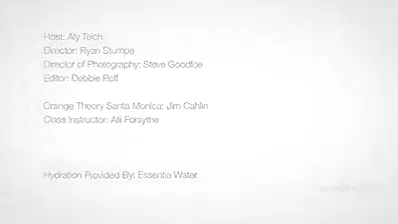 Host: Aly Teich
Director: Ryan Stumpe
Director of Photography: Steve Goodloe
Editor: Debbie Rolf
Orange Theory Santa Monica: Jim Cahlin
Class Instructor: Alli Forsythe
Hydration Provided By: Essentia Water